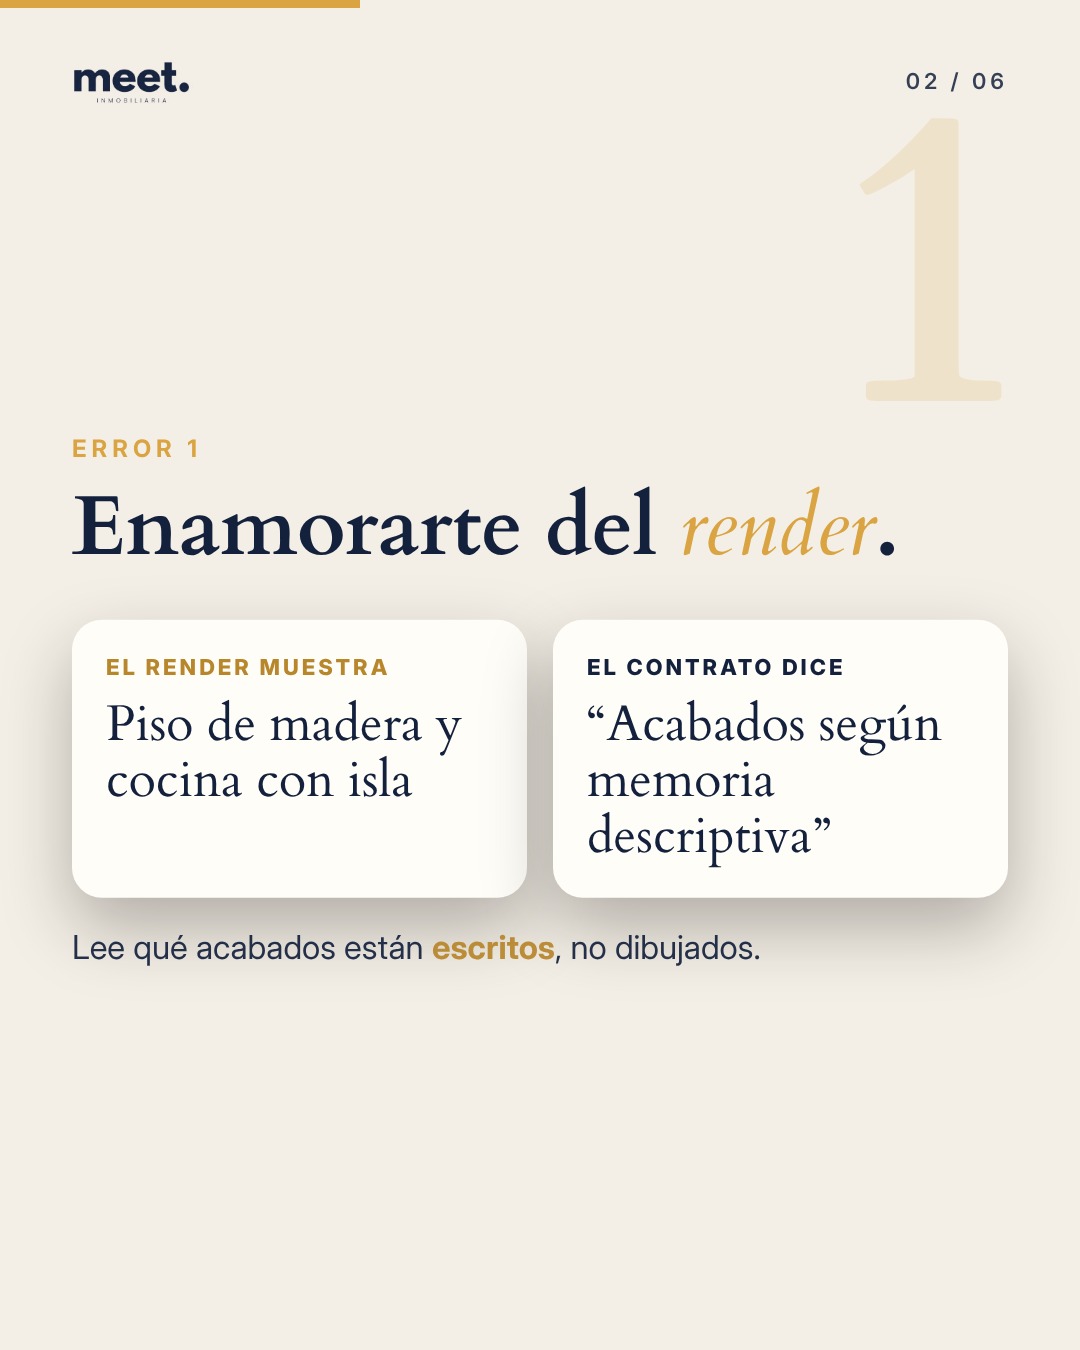 meet.
INMOBILIARIA
02 / 06
1
ERROR 1
Enamorarte del render.
EL RENDER MUESTRA
Piso de madera y
cocina con isla
EL CONTRATO DICE
“Acabados según
memoria
descriptiva”
Lee qué acabados están escritos, no dibujados.